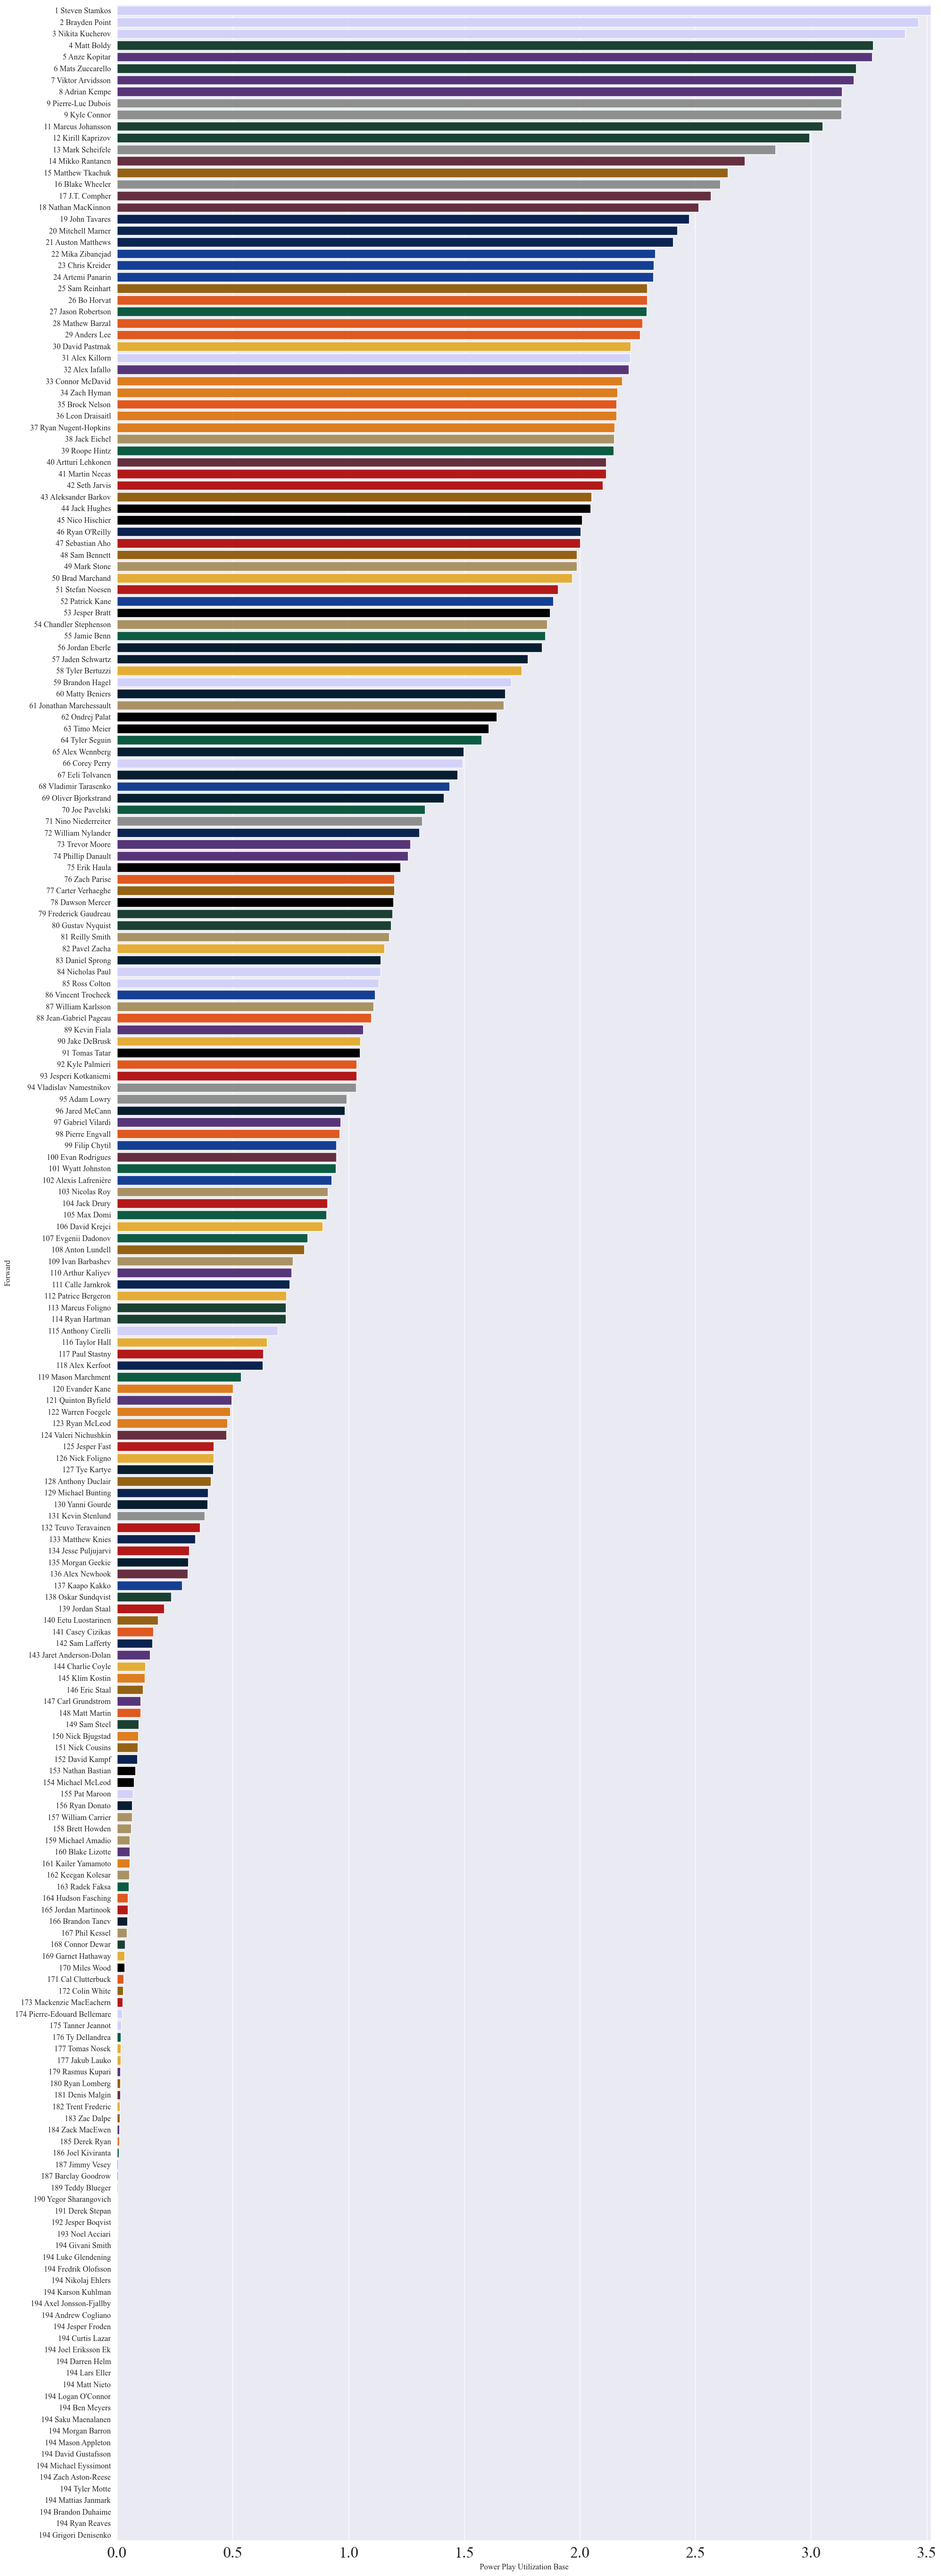 1 Steven Stamkos
2 Brayden Point
3 Nikita Kucherov
4 Matt Boldy
5 Anze Kopitar
6 Mats Zuccarello
7 Viktor Arvidsson
8 Adrian Kempe
9 Pierre-Luc Dubois
9 Kyle Connor
11 Marcus Johansson
12 Kirill Kaprizov
13 Mark Scheifele
14 Mikko Rantanen
15 Matthew Tkachuk
16 Blake Wheeler
17 J.T. Compher
18 Nathan MacKinnon
19 John Tavares
20 Mitchell Marner
21 Auston Matthews
22 Mika Zibanejad
23 Chris Kreider
24 Artemi Panarin
25 Sam Reinhart
26 Bo Horvat
27 Jason Robertson
28 Mathew Barzal
29 Anders Lee
30 David Pastrnak
31 Alex Killorn
32 Alex Iafallo
33 Connor McDavid
34 Zach Hyman
35 Brock Nelson
36 Leon Draisaitl
37 Ryan Nugent-Hopkins
38 Jack Eichel
39 Roope Hintz
40 Artturi Lehkonen
41 Martin Necas
42 Seth Jarvis
43 Aleksander Barkov
44 Jack Hughes
45 Nico Hischier
46 Ryan O'Reilly
47 Sebastian Aho
48 Sam Bennett
49 Mark Stone
50 Brad Marchand
51 Stefan Noesen
52 Patrick Kane
53 Jesper Bratt
54 Chandler Stephenson
55 Jamie Benn
56 Jordan Eberle
57 Jaden Schwartz
58 Tyler Bertuzzi
59 Brandon Hagel
60 Matty Beniers
61 Jonathan Marchessault
62 Ondrej Palat
63 Timo Meier
64 Tyler Seguin
65 Alex Wennberg
66 Corey Perry
67 Eeli Tolvanen
68 Vladimir Tarasenko
69 Oliver Bjorkstrand
70 Joe Pavelski
71 Nino Niederreiter
72 William Nylander
73 Trevor Moore
74 Phillip Danault
75 Erik Haula
76 Zach Parise
77 Carter Verhaeghe
78 Dawson Mercer
79 Frederick Gaudreau
80 Gustav Nyquist
81 Reilly Smith
82 Pavel Zacha
83 Daniel Sprong
84 Nicholas Paul
85 Ross Colton
86 Vincent Trocheck
87 William Karlsson
88 Jean-Gabriel Pageau
89 Kevin Fiala
90 Jake DeBrusk
91 Tomas Tatar
92 Kyle Palmieri
93 Jesperi Kotkaniemi
94 Vladislav Namestnikov
95 Adam Lowry
96 Jared McCann
97 Gabriel Vilardi
98 Pierre Engvall
99 Filip Chytil
100 Evan Rodrigues
101 Wyatt Johnston
102 Alexis Lafrenière
103 Nicolas Roy
104 Jack Drury
105 Max Domi
106 David Krejci
107 Evgenii Dadonov
108 Anton Lundell
109 Ivan Barbashev
110 Arthur Kaliyev
111 Calle Jarnkrok
112 Patrice Bergeron
113 Marcus Foligno
114 Ryan Hartman
115 Anthony Cirelli
116 Taylor Hall
117 Paul Stastny
118 Alex Kerfoot
119 Mason Marchment
120 Evander Kane
121 Quinton Byfield
122 Warren Foegele
123 Ryan McLeod
124 Valeri Nichushkin
125 Jesper Fast
126 Nick Foligno
127 Tye Kartye
128 Anthony Duclair
129 Michael Bunting
130 Yanni Gourde
131 Kevin Stenlund
132 Teuvo Teravainen
133 Matthew Knies
134 Jesse Puljujarvi
135 Morgan Geekie
136 Alex Newhook
137 Kaapo Kakko
138 Oskar Sundqvist
139 Jordan Staal
140 Eetu Luostarinen
141 Casey Cizikas
142 Sam Lafferty
143 Jaret Anderson-Dolan
144 Charlie Coyle
145 Klim Kostin
146 Eric Staal
147 Carl Grundstrom
148 Matt Martin
149 Sam Steel
150 Nick Bjugstad
151 Nick Cousins
152 David Kampf
153 Nathan Bastian
154 Michael McLeod
155 Pat Maroon
156 Ryan Donato
157 William Carrier
158 Brett Howden
159 Michael Amadio
160 Blake Lizotte
161 Kailer Yamamoto
162 Keegan Kolesar
163 Radek Faksa
164 Hudson Fasching
165 Jordan Martinook
166 Brandon Tanev
167 Phil Kessel
168 Connor Dewar
169 Garnet Hathaway
170 Miles Wood
171 Cal Clutterbuck
172 Colin White
173 Mackenzie MacEachern
174 Pierre-Edouard Bellemare
175 Tanner Jeannot
176 Ty Dellandrea
177 Tomas Nosek
177 Jakub Lauko
179 Rasmus Kupari
180 Ryan Lomberg
181 Denis Malgin
182 Trent Frederic
183 Zac Dalpe
184 Zack MacEwen
185 Derek Ryan
186 Joel Kiviranta
187 Jimmy Vesey
187 Barclay Goodrow
189 Teddy Blueger
190 Yegor Sharangovich
191 Derek Stepan
192 Jesper Boqvist
193 Noel Acciari
194 Givani Smith
194 Luke Glendening
194 Fredrik Olofsson
194 Nikolaj Ehlers
194 Karson Kuhlman
194 Axel Jonsson-Fjallby
194 Andrew Cogliano
194 Jesper Froden
194 Curtis Lazar
194 Joel Eriksson Ek
194 Darren Helm
194 Lars Eller
194 Matt Nieto
194 Logan O'Connor
194 Ben Meyers
194 Saku Maenalanen
194 Morgan Barron
194 Mason Appleton
194 David Gustafsson
194 Michael Eyssimont
194 Zach Aston-Reese
194 Tyler Motte
194 Mattias Janmark
194 Brandon Duhaime
194 Ryan Reaves
194 Grigori Denisenko
Forward
0.0 0.5 1.0 1.5 2.0 2.5 3.0 3.5
Power Play Utilization Base